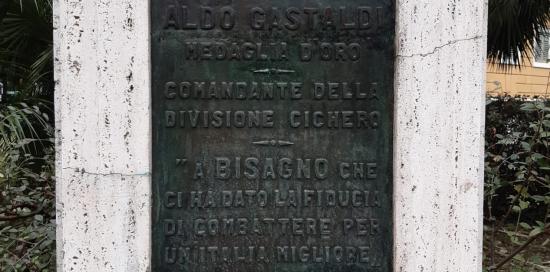 ALDO GASTALDI
MEDAGLIA D'ORO
COMANDANTE DELLA
DIVISIONE CICHERO
"A BISAGNO CHE
CI HA DATO LA FIDUCIA
DI COMBATTERE PER
UN'ITALIA MIGLIORE,